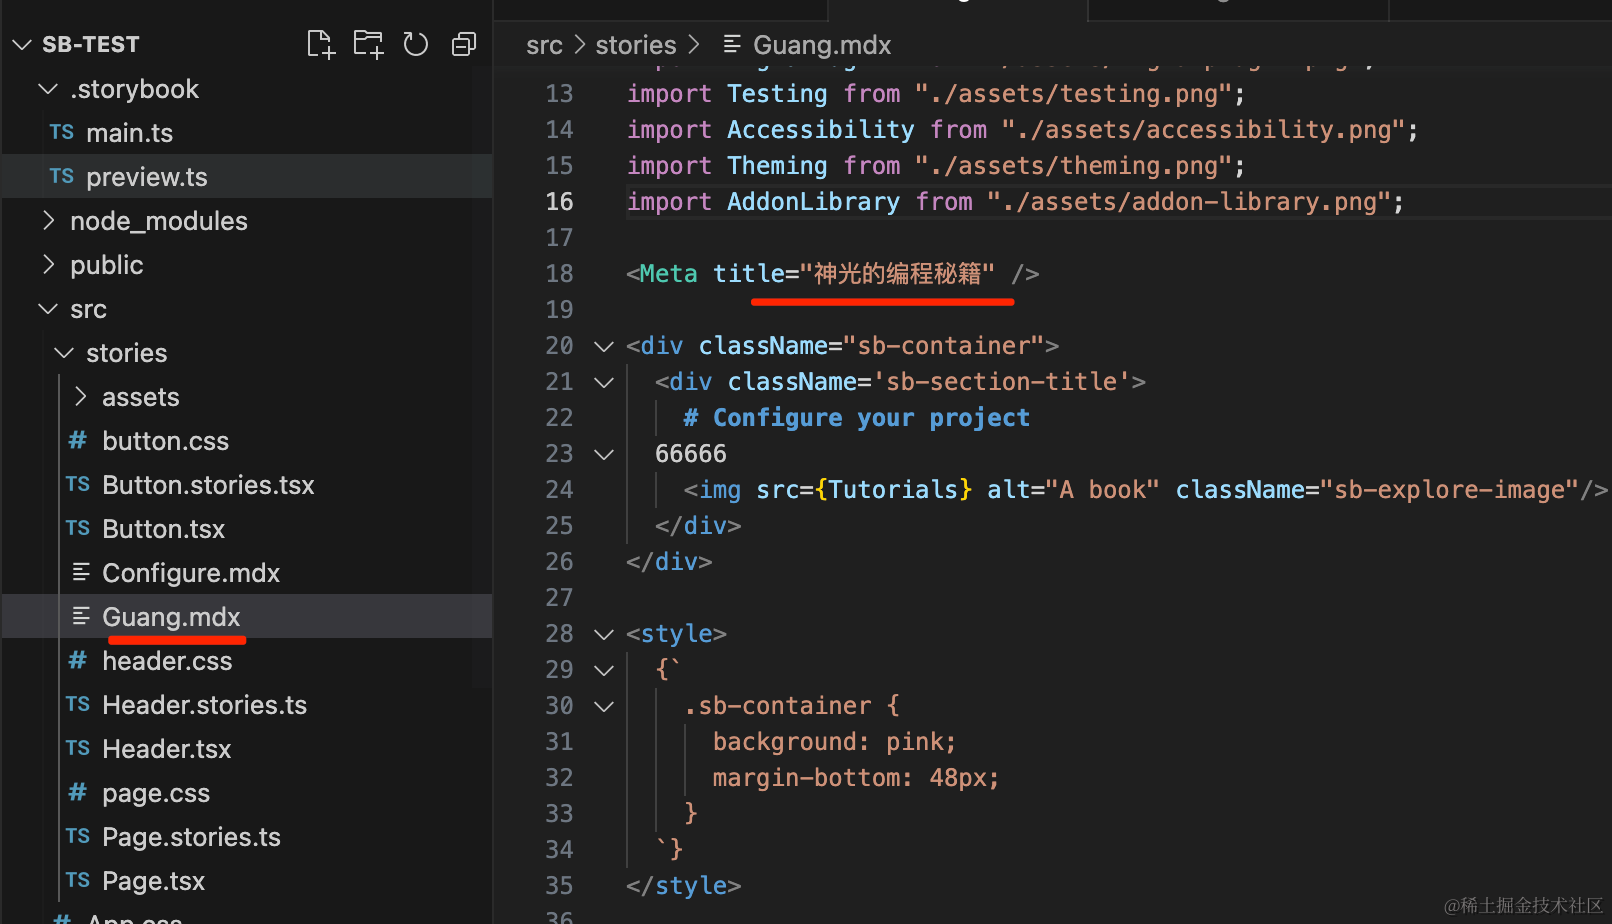 SB-TEST
.storybook
TS main.ts
TS preview.ts
node_modules
public
src
stories
assets
# button.css
TS Button.stories.tsx
TS Button.tsx
Configure.mdx
Guang.mdx
# header.css
TS Header.stories.ts
TS Header.tsx
# page.css
TS Page.stories.ts
TS Page.tsx
# App.css
src > stories > Guang.mdx
13 import Testing from "./assets/testing.png";
14 import Accessibility from "./assets/accessibility.png";
15 import Theming from "./assets/theming.png";
16 import AddonLibrary from "./assets/addon-library.png";
17
18 <Meta title="神光的编程秘籍" />
19
20 <div className="sb-container">
21 <div className='sb-section-title'>
22 # Configure your project
23 66666
24 <img src={Tutorials} alt="A book" className="sb-explore-image"/>
25 </div>
26 </div>
27
28 <style>
29 {`
30 .sb-container {
31 background: pink;
32 margin-bottom: 48px;
33 }
34 `}
35 </style>
36
@稀土掘金技术社区